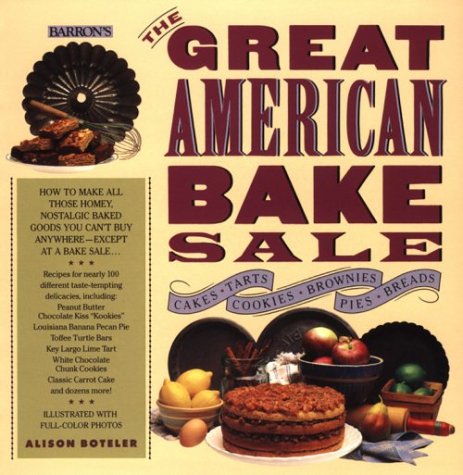 BARRON'S
THE
GREAT
AMERICAN
BAKE
SALE
CAKES • TARTS
COOKIES • BROWNIES
PIES • BREADS
HOW TO MAKE ALL
THOSE HOMEY,
NOSTALGIC BAKED
GOODS YOU CAN'T BUY
ANYWHERE—EXCEPT
AT A BAKE SALE...
★ ★ ★
Recipes for nearly 100
different taste-tempting
delicacies, including:
Peanut Butter
Chocolate Kiss "Kookies"
Louisiana Banana Pecan Pie
Toffee Turtle Bars
Key Largo Lime Tart
White Chocolate
Chunk Cookies
Classic Carrot Cake
and dozens more!
★ ★ ★
ILLUSTRATED WITH
FULL-COLOR PHOTOS
ALISON BOTELER